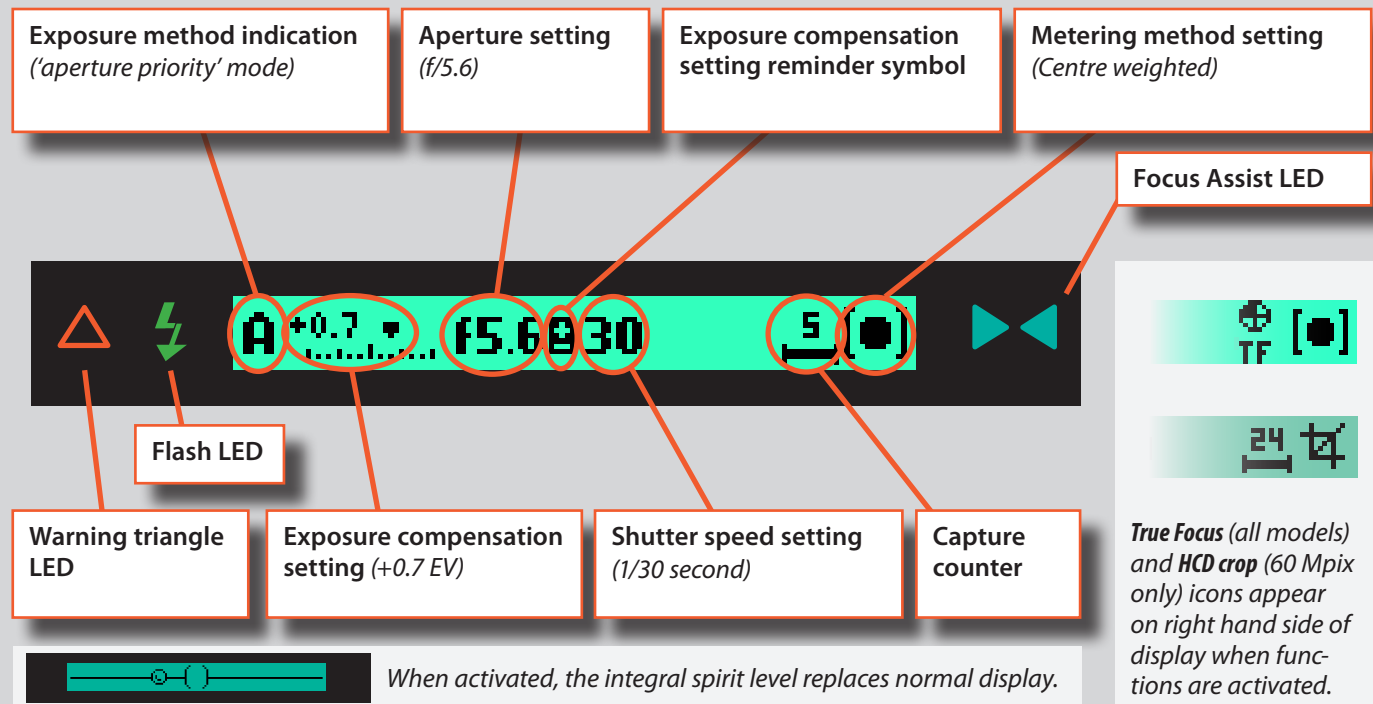 Exposure method indication
(‘aperture priority’ mode)
Aperture setting
(f/5.6)
Exposure compensation
setting reminder symbol
Metering method setting
(Centre weighted)
Focus Assist LED
A +0.7 f5.6 30 5
TF
24
Flash LED
Warning triangle
LED
Exposure compensation
setting (+0.7 EV)
Shutter speed setting
(1/30 second)
Capture
counter
True Focus (all models)
and HCD crop (60 Mpix
only) icons appear
on right hand side of
display when func-
tions are activated.
When activated, the integral spirit level replaces normal display.